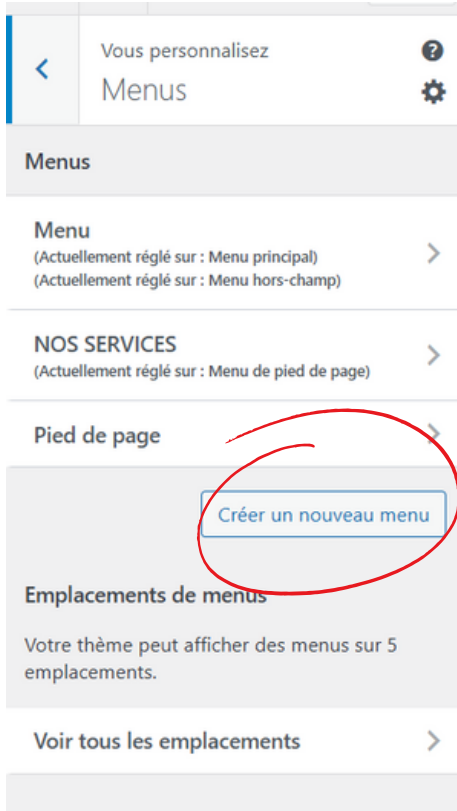 Vous personnalisez
Menus
Menus
Menu
(Actuellement réglé sur : Menu principal)
(Actuellement réglé sur : Menu hors-champ)
NOS SERVICES
(Actuellement réglé sur : Menu de pied de page)
Pied de page
Créer un nouveau menu
Emplacements de menus
Votre thème peut afficher des menus sur 5
emplacements.
Voir tous les emplacements